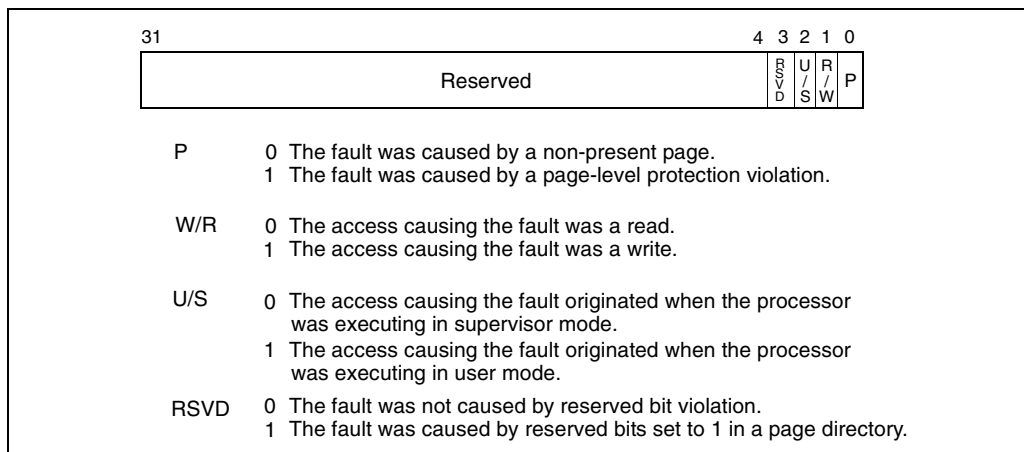 31 4 3 2 1 0
Reserved RSVD U/S R/W P
P 0 The fault was caused by a non-present page.
1 The fault was caused by a page-level protection violation.
W/R 0 The access causing the fault was a read.
1 The access causing the fault was a write.
U/S 0 The access causing the fault originated when the processor
was executing in supervisor mode.
1 The access causing the fault originated when the processor
was executing in user mode.
RSVD 0 The fault was not caused by reserved bit violation.
1 The fault was caused by reserved bits set to 1 in a page directory.